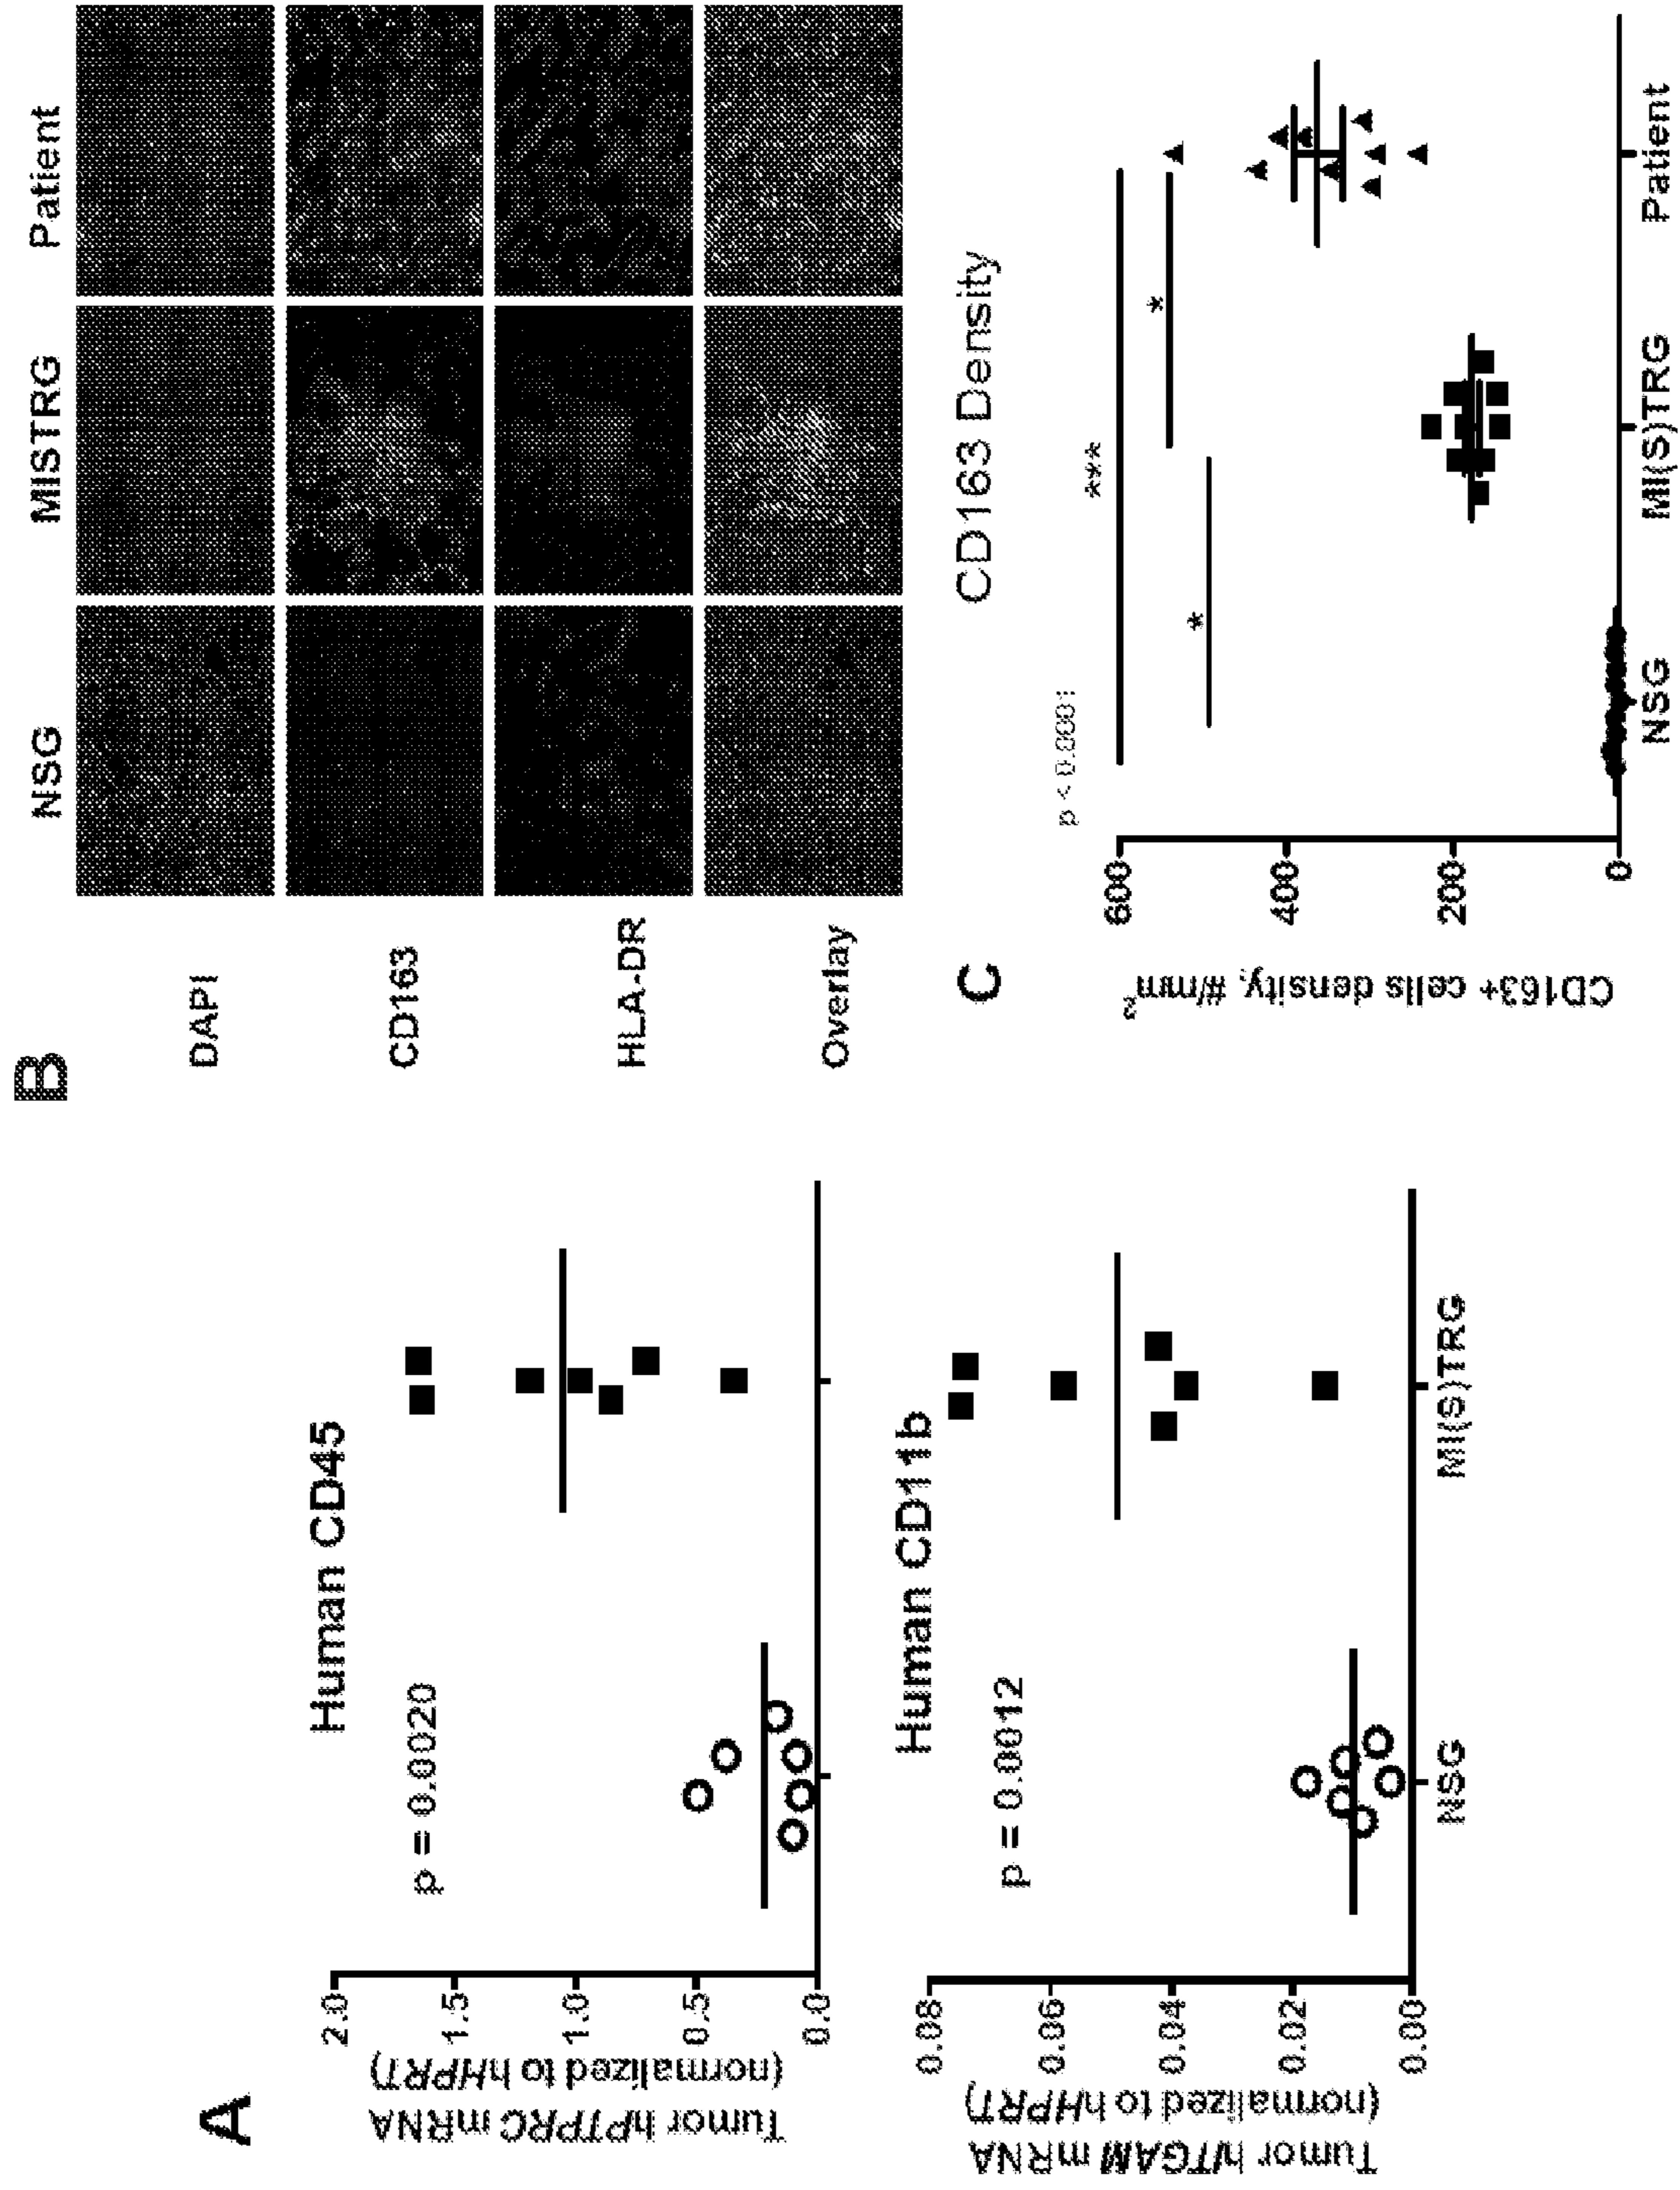 A
Human CD45
p = 0.0020
Tumor hPTPRC mRNA
(normalized to hHPRT)
2.0
1.5
1.0
0.5
0.0
Human CD11b
p = 0.0012
Tumor hITGAM mRNA
(normalized to hHPRT)
0.08
0.06
0.04
0.02
0.00
NSG MI(S)TRG
B
NSG MISTRG Patient
DAPI
CD163
HLA-DR
Overlay
C
CD163 Density
p < 0.0001
***
*
*
CD163+ cells density, #/mm²
600
400
200
0
NSG MI(S)TRG Patient